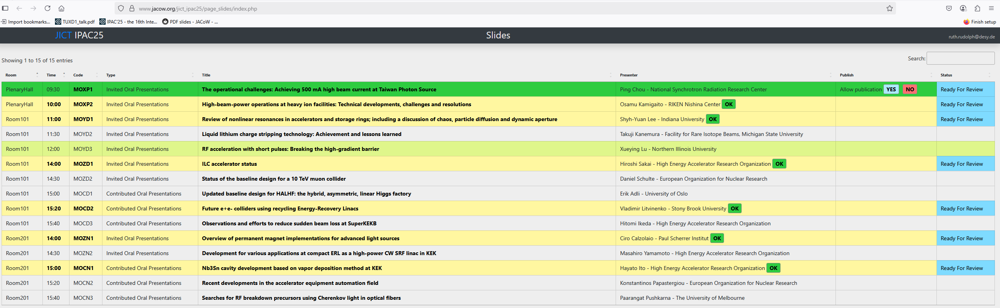 www.jacow.org/jict_ipac25/page_slides/index.php
Import bookmarks... TUXD1_talk.pdf IPAC'25 - the 16th Inte... PDF slides - JACoW - ... Finish setup
JICT IPAC25 Slides ruth.rudolph@desy.de
Showing 1 to 15 of 15 entries Search:
Room Time Code Type Title Presenter Publish Status
PlenaryHall 09:30 MOXP1 Invited Oral Presentations The operational challenges: Achieving 500 mA high beam current at Taiwan Photon Source Ping Chou - National Synchrotron Radiation Research Center Allow publication YES NO Ready For Review
PlenaryHall 10:00 MOXP2 Invited Oral Presentations High-beam-power operations at heavy ion facilities: Technical developments, challenges and resolutions Osamu Kamigaito - RIKEN Nishina Center OK Ready For Review
Room101 11:00 MOYD1 Invited Oral Presentations Review of nonlinear resonances in accelerators and storage rings; including a discussion of chaos, particle diffusion and dynamic aperture Shyh-Yuan Lee - Indiana University OK Ready For Review
Room101 11:30 MOYD2 Invited Oral Presentations Liquid lithium charge stripping technology: Achievement and lessons learned Takuji Kanemura - Facility for Rare Isotope Beams, Michigan State University
Room101 12:00 MOYD3 Invited Oral Presentations RF acceleration with short pulses: Breaking the high-gradient barrier Xueying Lu - Northern Illinois University
Room101 14:00 MOZD1 Invited Oral Presentations ILC accelerator status Hiroshi Sakai - High Energy Accelerator Research Organization OK Ready For Review
Room101 14:30 MOZD2 Invited Oral Presentations Status of the baseline design for a 10 TeV muon collider Daniel Schulte - European Organization for Nuclear Research
Room101 15:00 MOCD1 Contributed Oral Presentations Updated baseline design for HALHF: the hybrid, asymmetric, linear Higgs factory Erik Adli - University of Oslo
Room101 15:20 MOCD2 Contributed Oral Presentations Future e+e- colliders using recycling Energy-Recovery Linacs Vladimir Litvinenko - Stony Brook University OK Ready For Review
Room101 15:40 MOCD3 Contributed Oral Presentations Observations and efforts to reduce sudden beam loss at SuperKEKB Hitomi Ikeda - High Energy Accelerator Research Organization
Room201 14:00 MOZN1 Invited Oral Presentations Overview of permanent magnet implementations for advanced light sources Ciro Calzolaio - Paul Scherrer Institut OK Ready For Review
Room201 14:30 MOZN2 Invited Oral Presentations Development for various applications at compact ERL as a high-power CW SRF linac in KEK Masahiro Yamamoto - High Energy Accelerator Research Organization
Room201 15:00 MOCN1 Contributed Oral Presentations Nb3Sn cavity development based on vapor deposition method at KEK Hayato Ito - High Energy Accelerator Research Organization OK Ready For Review
Room201 15:20 MOCN2 Contributed Oral Presentations Recent developments in the accelerator equipment automation field Konstantinos Papastergiou - European Organization for Nuclear Research
Room201 15:40 MOCN3 Contributed Oral Presentations Searches for RF breakdown precursors using Cherenkov light in optical fibers Paarangat Pushkarna - The University of Melbourne